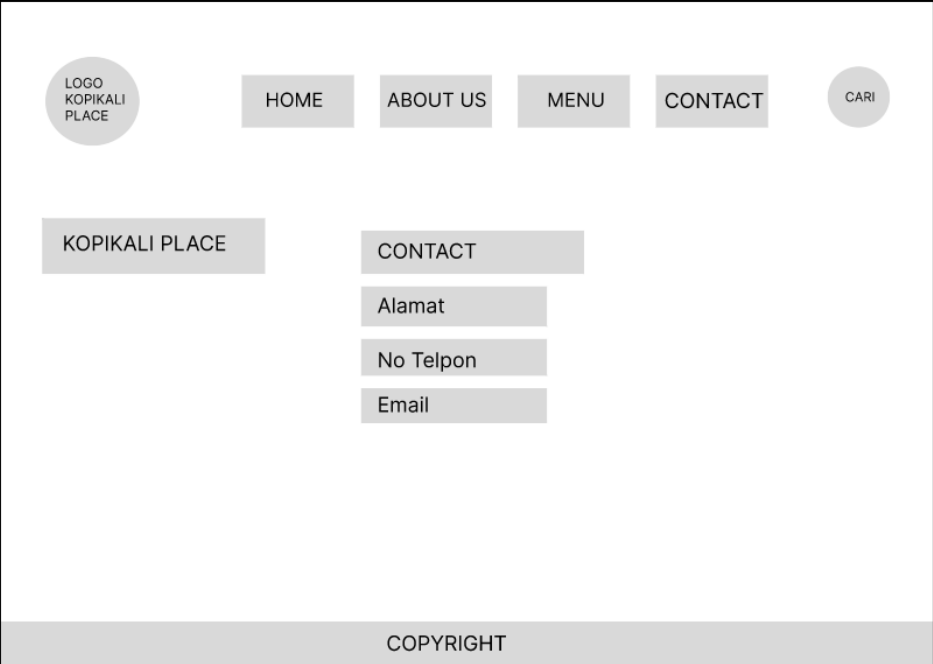 LOGO
KOPIKALI
PLACE
HOME
ABOUT US
MENU
CONTACT
CARI
KOPIKALI PLACE
CONTACT
Alamat
No Telpon
Email
COPYRIGHT